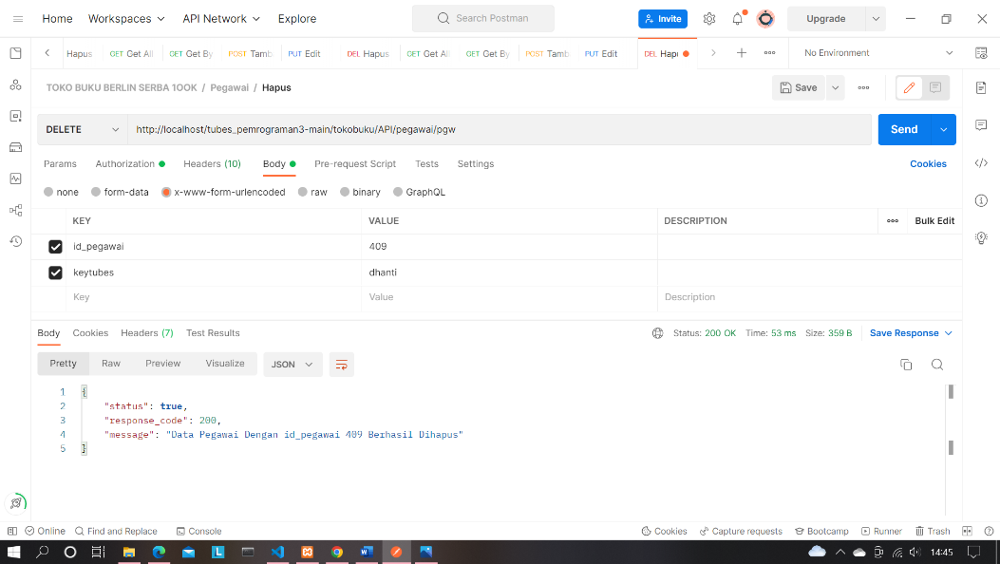 Home Workspaces API Network Explore Search Postman Invite Upgrade
Hapus GET Get All GET Get By POST Tamb PUT Edit DEL Hapus GET Get All GET Get By POST Tamb PUT Edit DEL Hapu No Environment
TOKO BUKU BERLIN SERBA 1OOK / Pegawai / Hapus Save
DELETE http://localhost/tubes_pemrograman3-main/tokobuku/API/pegawai/pgw Send
Params Authorization Headers (10) Body Pre-request Script Tests Settings Cookies
none form-data x-www-form-urlencoded raw binary GraphQL
KEY VALUE DESCRIPTION Bulk Edit
id_pegawai 409
keytubes dhanti
Key Value Description
Body Cookies Headers (7) Test Results Status: 200 OK Time: 53 ms Size: 359 B Save Response
Pretty Raw Preview Visualize JSON
1 {
2 "status": true,
3 "response_code": 200,
4 "message": "Data Pegawai Dengan id_pegawai 409 Berhasil Dihapus"
5 }
Online Find and Replace Console Cookies Capture requests Bootcamp Runner Trash
14:45